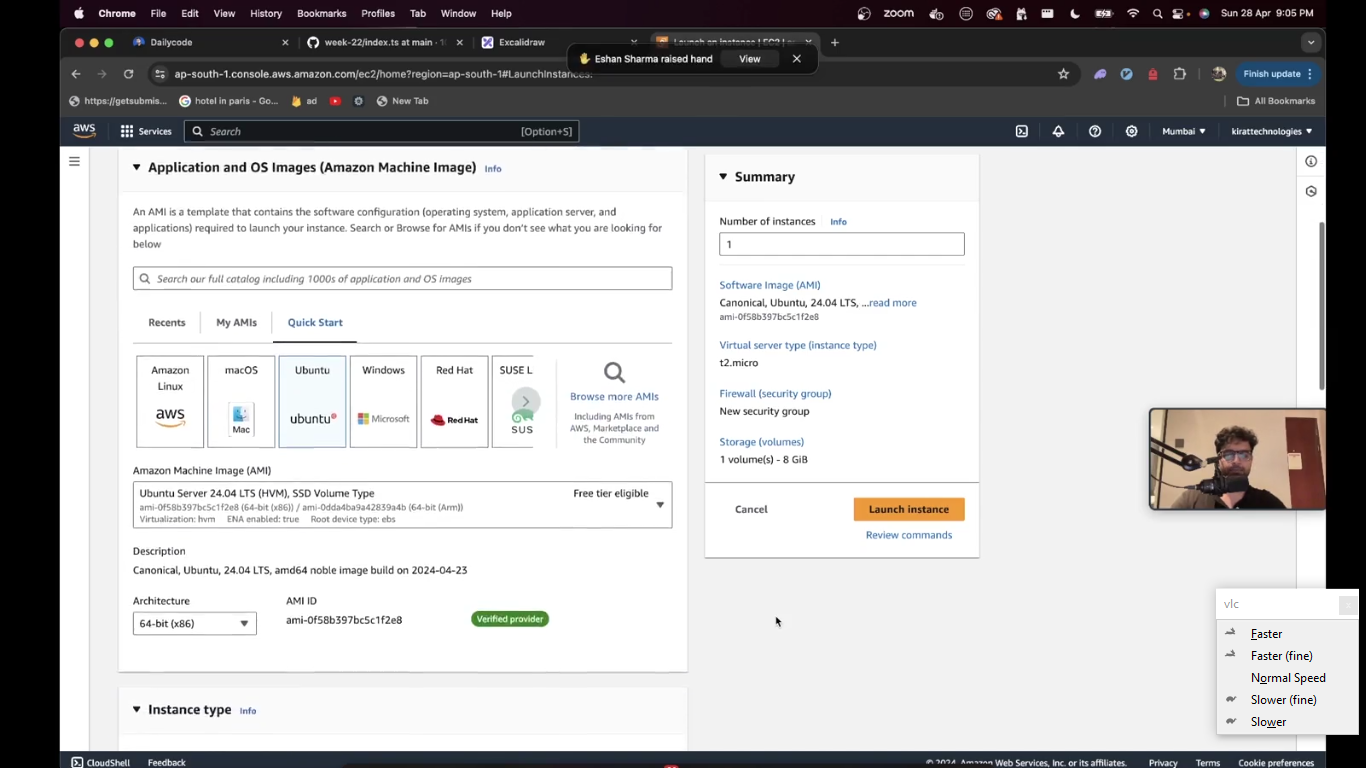 Chrome File Edit View History Bookmarks Profiles Tab Window Help
zoom
Sun 28 Apr 9:05 PM
Dailycode
week-22/index.ts at main · 1
Excalidraw
Launch an instance | EC2 | a
Eshan Sharma raised hand View
ap-south-1.console.aws.amazon.com/ec2/home?region=ap-south-1#LaunchInstances:
Finish update
https://getsubmis...
hotel in paris - Go...
ad
New Tab
All Bookmarks
aws
Services
Search
[Option+S]
Mumbai
kirattechnologies
Application and OS Images (Amazon Machine Image) Info
An AMI is a template that contains the software configuration (operating system, application server, and
applications) required to launch your instance. Search or Browse for AMIs if you don't see what you are looking for
below
Search our full catalog including 1000s of application and OS images
Recents
My AMIs
Quick Start
Amazon
Linux
aws
macOS
Mac
Ubuntu
ubuntu
Windows
Microsoft
Red Hat
Red Hat
SUSE L
SUS
Browse more AMIs
Including AMIs from
AWS, Marketplace and
the Community
Amazon Machine Image (AMI)
Ubuntu Server 24.04 LTS (HVM), SSD Volume Type
Free tier eligible
ami-0f58b397bc5c1f2e8 (64-bit (x86)) / ami-0dda4ba9a42839a4b (64-bit (Arm))
Virtualization: hvm ENA enabled: true Root device type: ebs
Description
Canonical, Ubuntu, 24.04 LTS, amd64 noble image build on 2024-04-23
Architecture
64-bit (x86)
AMI ID
ami-0f58b397bc5c1f2e8
Verified provider
Instance type Info
Summary
Number of instances Info
1
Software Image (AMI)
Canonical, Ubuntu, 24.04 LTS, ...read more
ami-0f58b397bc5c1f2e8
Virtual server type (instance type)
t2.micro
Firewall (security group)
New security group
Storage (volumes)
1 volume(s) - 8 GiB
Cancel
Launch instance
Review commands
vlc
Faster
Faster (fine)
Normal Speed
Slower (fine)
Slower
CloudShell
Feedback
© 2024, Amazon Web Services, Inc. or its affiliates.
Privacy
Terms
Cookie preferences